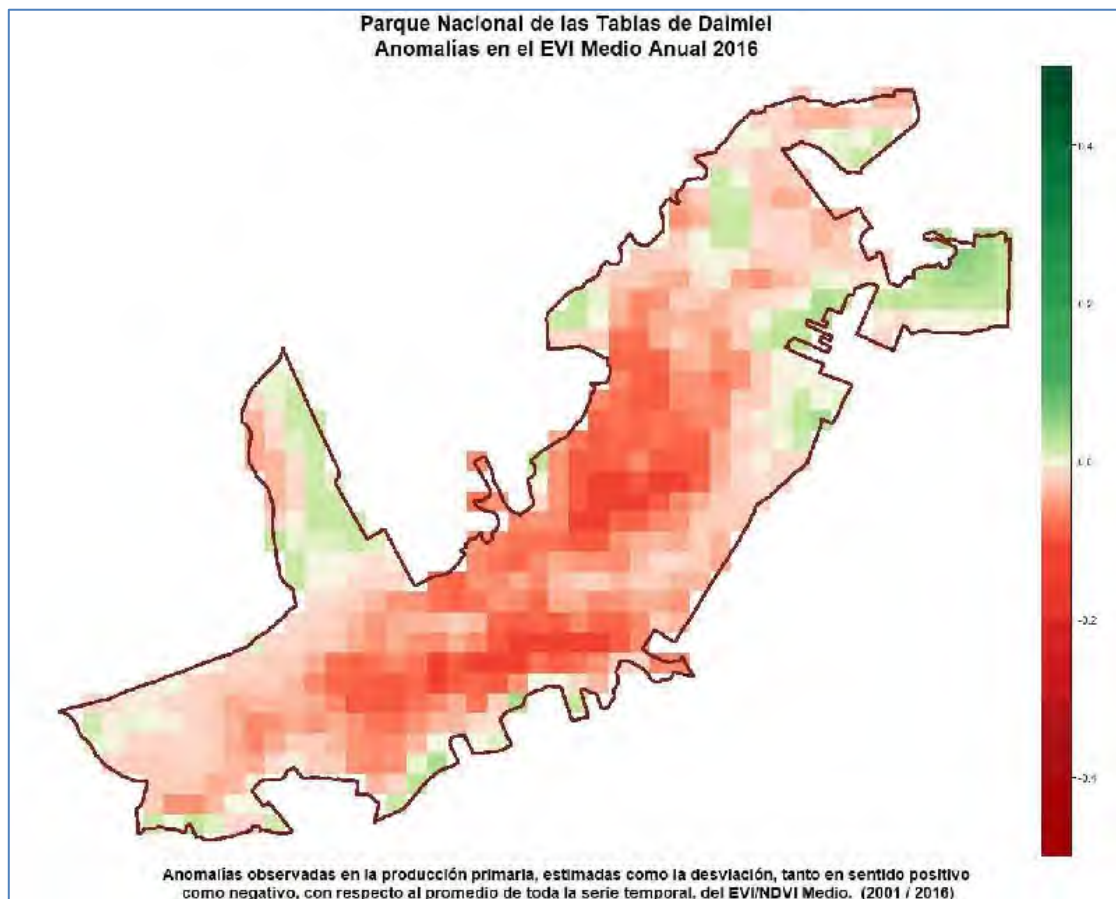 Parque Nacional de las Tablas de Daimiel
Anomalías en el EVI Medio Anual 2016
0.4
0.2
0.0
-0.2
-0.4
Anomalías observadas en la producción primaria, estimadas como la desviación, tanto en sentido positivo
como negativo, con respecto al promedio de toda la serie temporal, del EVI/NDVI Medio. (2001 / 2016)